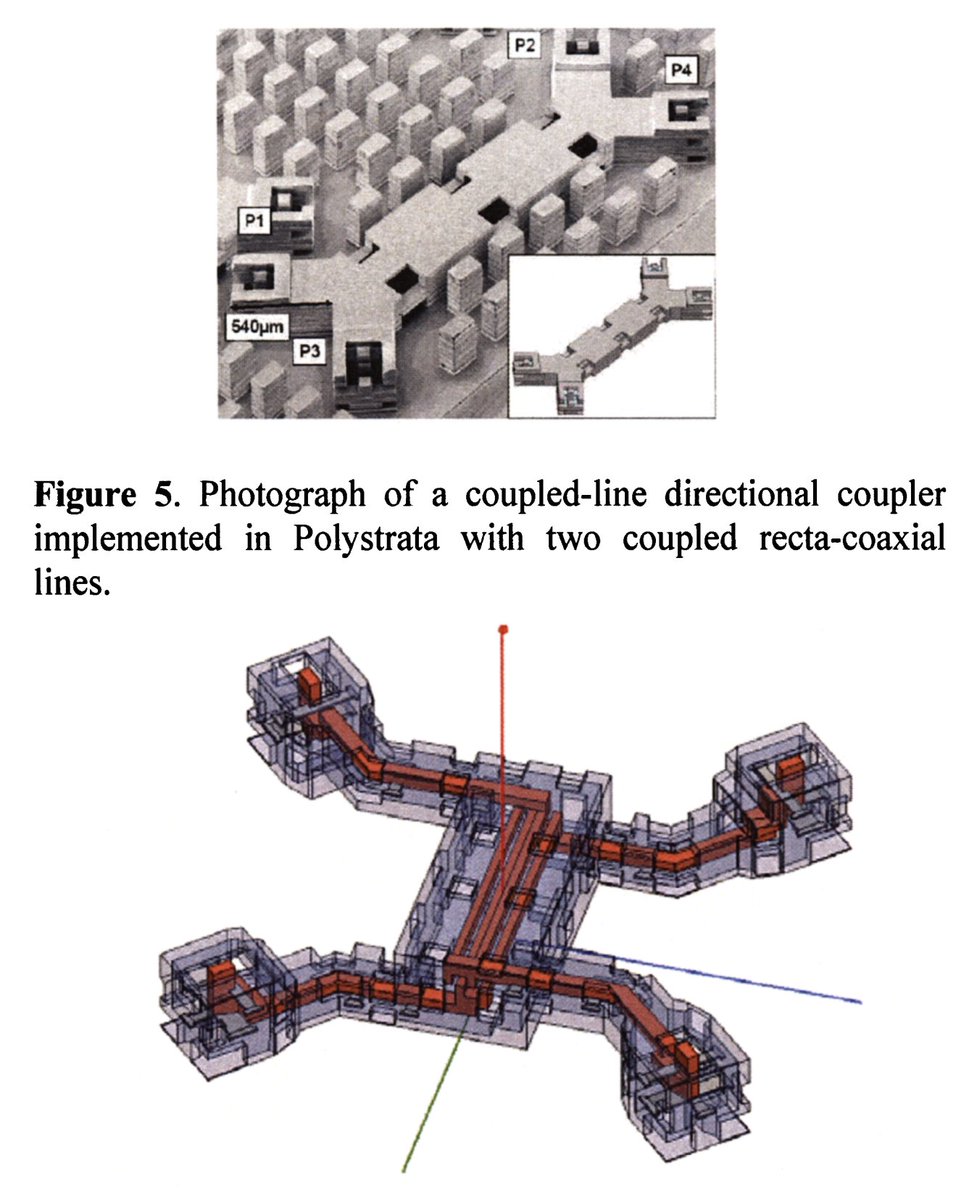 P2
P4
P1
540µm
P3
Figure 5. Photograph of a coupled-line directional coupler
implemented in Polystrata with two coupled recta-coaxial
lines.